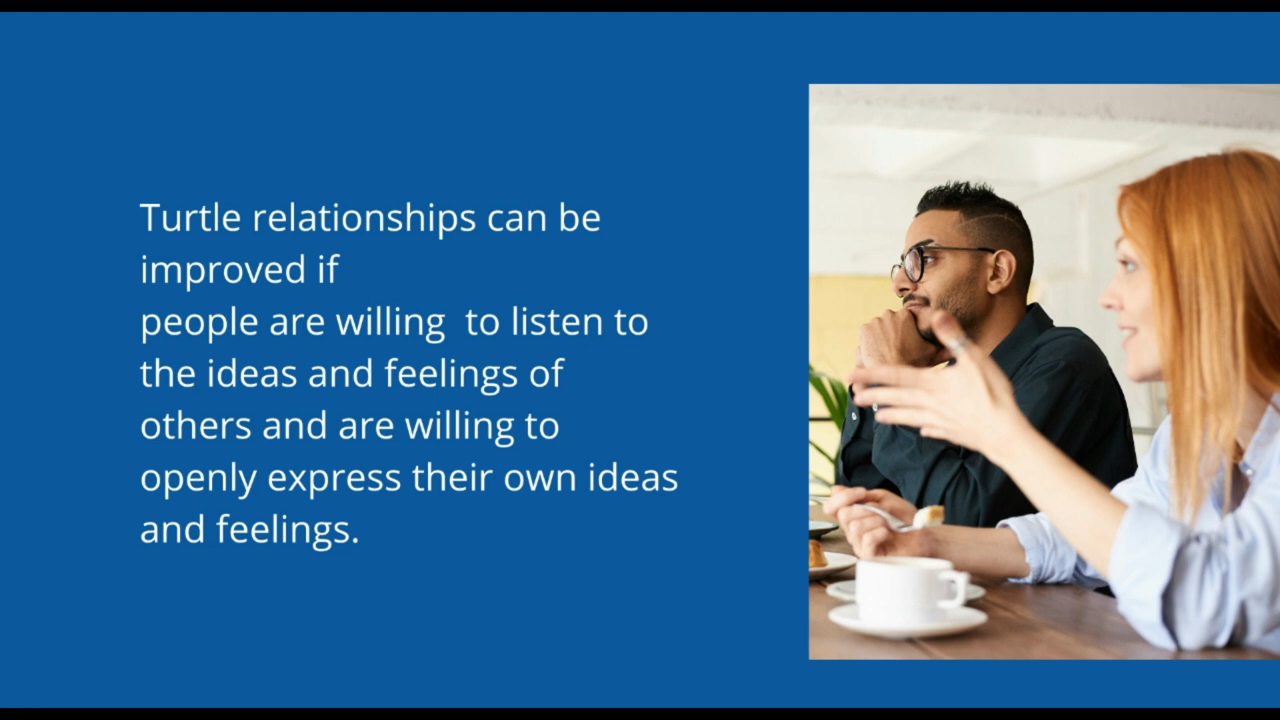 Turtle relationships can be
improved if
people are willing  to listen to
the ideas and feelings of
others and are willing to
openly express their own ideas
and feelings.